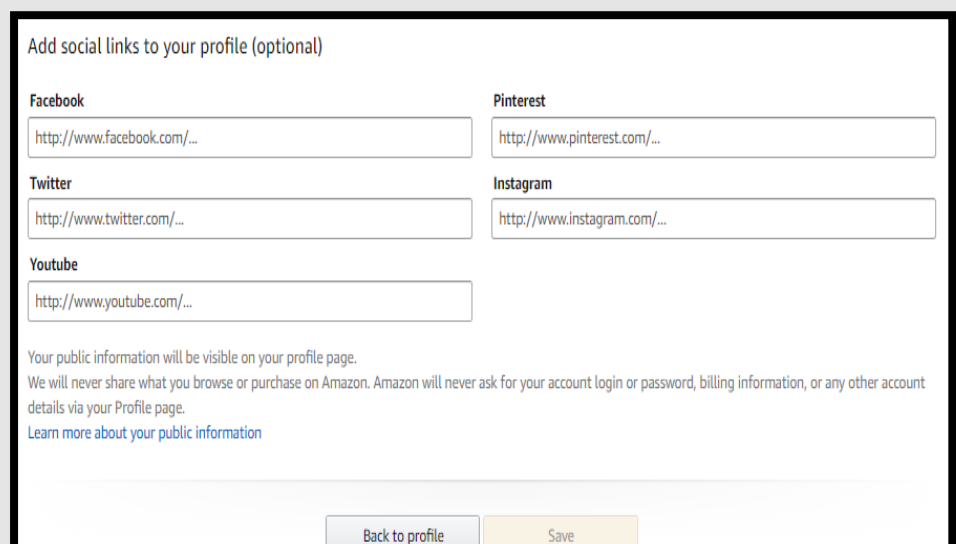 Add social links to your profile (optional)
Facebook
Pinterest
http://www.facebook.com/...
http://www.pinterest.com/...
Twitter
Instagram
http://www.twitter.com/...
http://www.instagram.com/...
Youtube
http://www.youtube.com/...
Your public information will be visible on your profile page.
We will never share what you browse or purchase on Amazon. Amazon will never ask for your account login or password, billing information, or any other account
details via your Profile page.
Learn more about your public information
Back to profile
Save